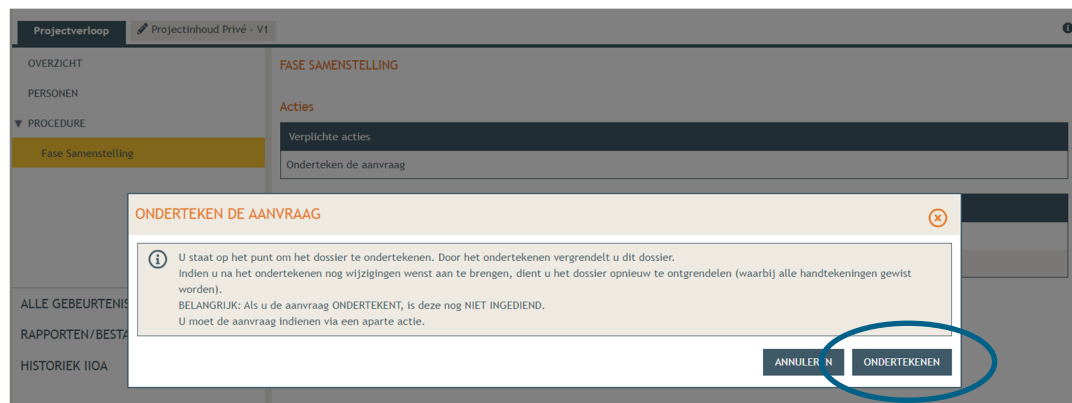 Projectverloop
Projectinhoud Privé - V1
OVERZICHT
FASE SAMENSTELLING
PERSONEN
Acties
PROCEDURE
Verplichte acties
Fase Samenstelling
Onderteken de aanvraag
ONDERTEKEN DE AANVRAAG
U staat op het punt om het dossier te ondertekenen. Door het ondertekenen vergrendelt u dit dossier.
Indien u na het ondertekenen nog wijzigingen wenst aan te brengen, dient u het dossier opnieuw te ontgrendelen (waarbij alle handtekeningen gewist
worden).
BELANGRIJK: Als u de aanvraag ONDERTEKENT, is deze nog NIET INGEDIEND.
U moet de aanvraag indienen via een aparte actie.
ALLE GEBEURTENIS
RAPPORTEN/BESTA
HISTORIEK IIOA
ANNULEREN
ONDERTEKENEN